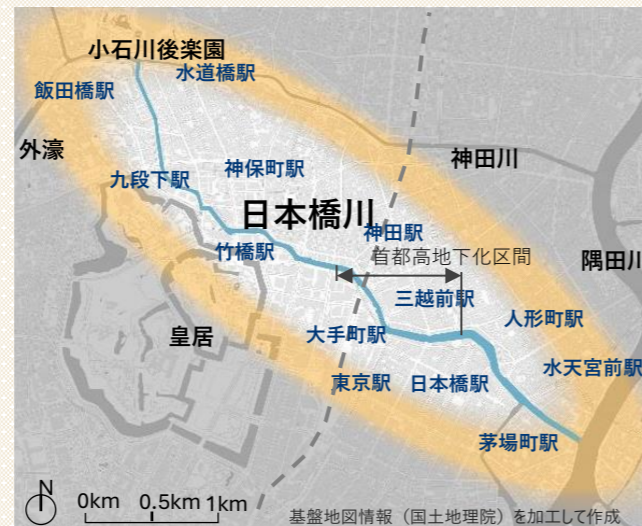 小石川後楽園
水道橋駅
飯田橋駅
外濠
神田川
神保町駅
九段下駅
日本橋川
神田駅
竹橋駅
首都高地下化区間
隅田川
三越前駅
人形町駅
皇居
大手町駅
水天宮前駅
東京駅
日本橋駅
茅場町駅
N
0km 0.5km 1km
基盤地図情報（国土地理院）を加工して作成